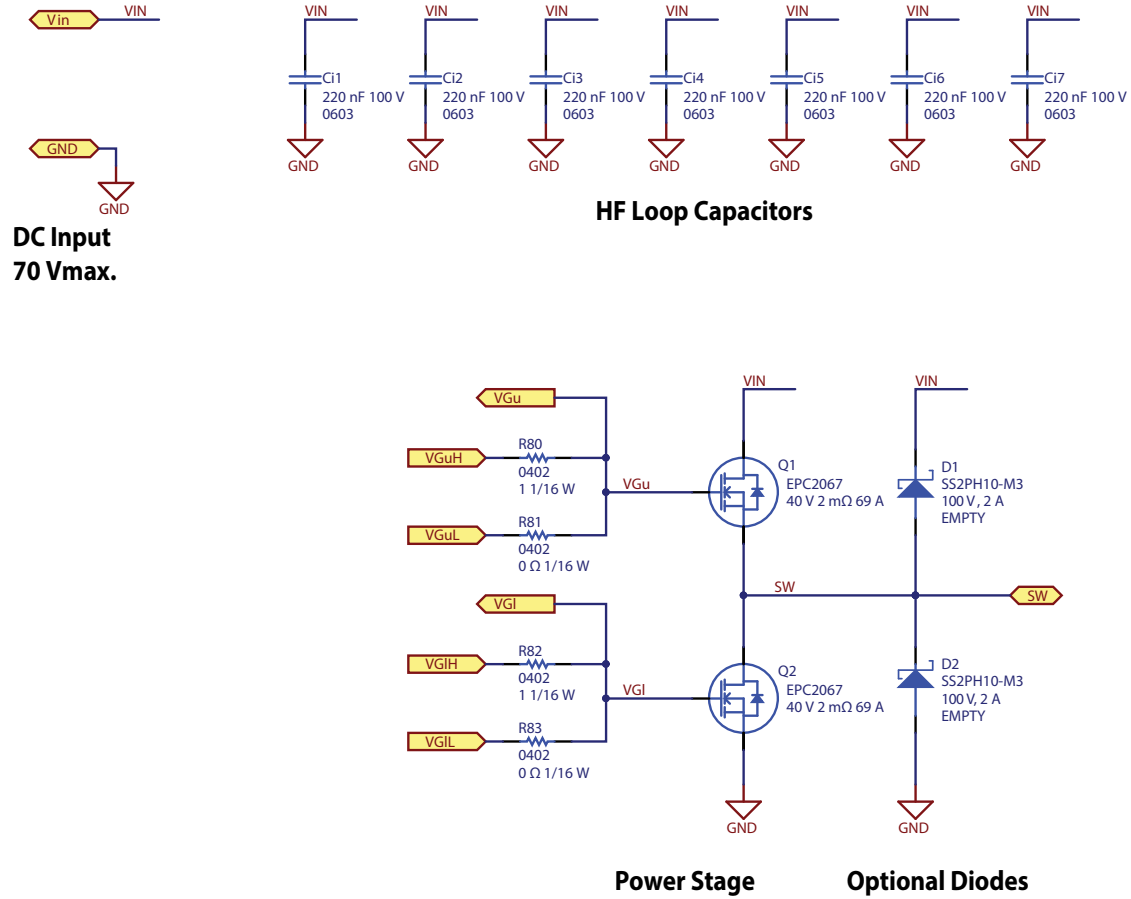 Vin
VIN
GND
GND
DC Input
70 Vmax.
VIN
Ci1
220 nF 100 V
0603
GND
VIN
Ci2
220 nF 100 V
0603
GND
VIN
Ci3
220 nF 100 V
0603
GND
VIN
Ci4
220 nF 100 V
0603
GND
VIN
Ci5
220 nF 100 V
0603
GND
VIN
Ci6
220 nF 100 V
0603
GND
VIN
Ci7
220 nF 100 V
0603
GND
HF Loop Capacitors
VGu
VGuH
R80
0402
1 1/16 W
VGuL
R81
0402
0 Ω 1/16 W
VGu
VIN
Q1
EPC2067
40 V 2 mΩ 69 A
VIN
D1
SS2PH10-M3
100 V, 2 A
EMPTY
SW
SW
VGl
VGlH
R82
0402
1 1/16 W
VGlL
R83
0402
0 Ω 1/16 W
VGl
Q2
EPC2067
40 V 2 mΩ 69 A
GND
D2
SS2PH10-M3
100 V, 2 A
EMPTY
GND
Power Stage
Optional Diodes